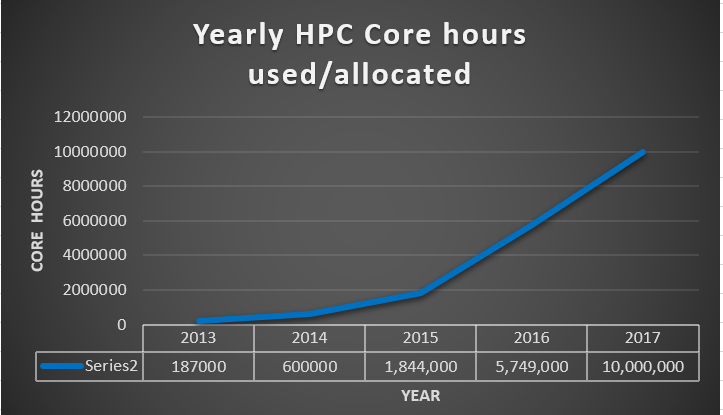 Yearly HPC Core hours
used/allocated
12000000
10000000
8000000
6000000
4000000
2000000
0
CORE HOURS
2013 2014 2015 2016 2017
Series2 187000 600000 1,844,000 5,749,000 10,000,000
YEAR